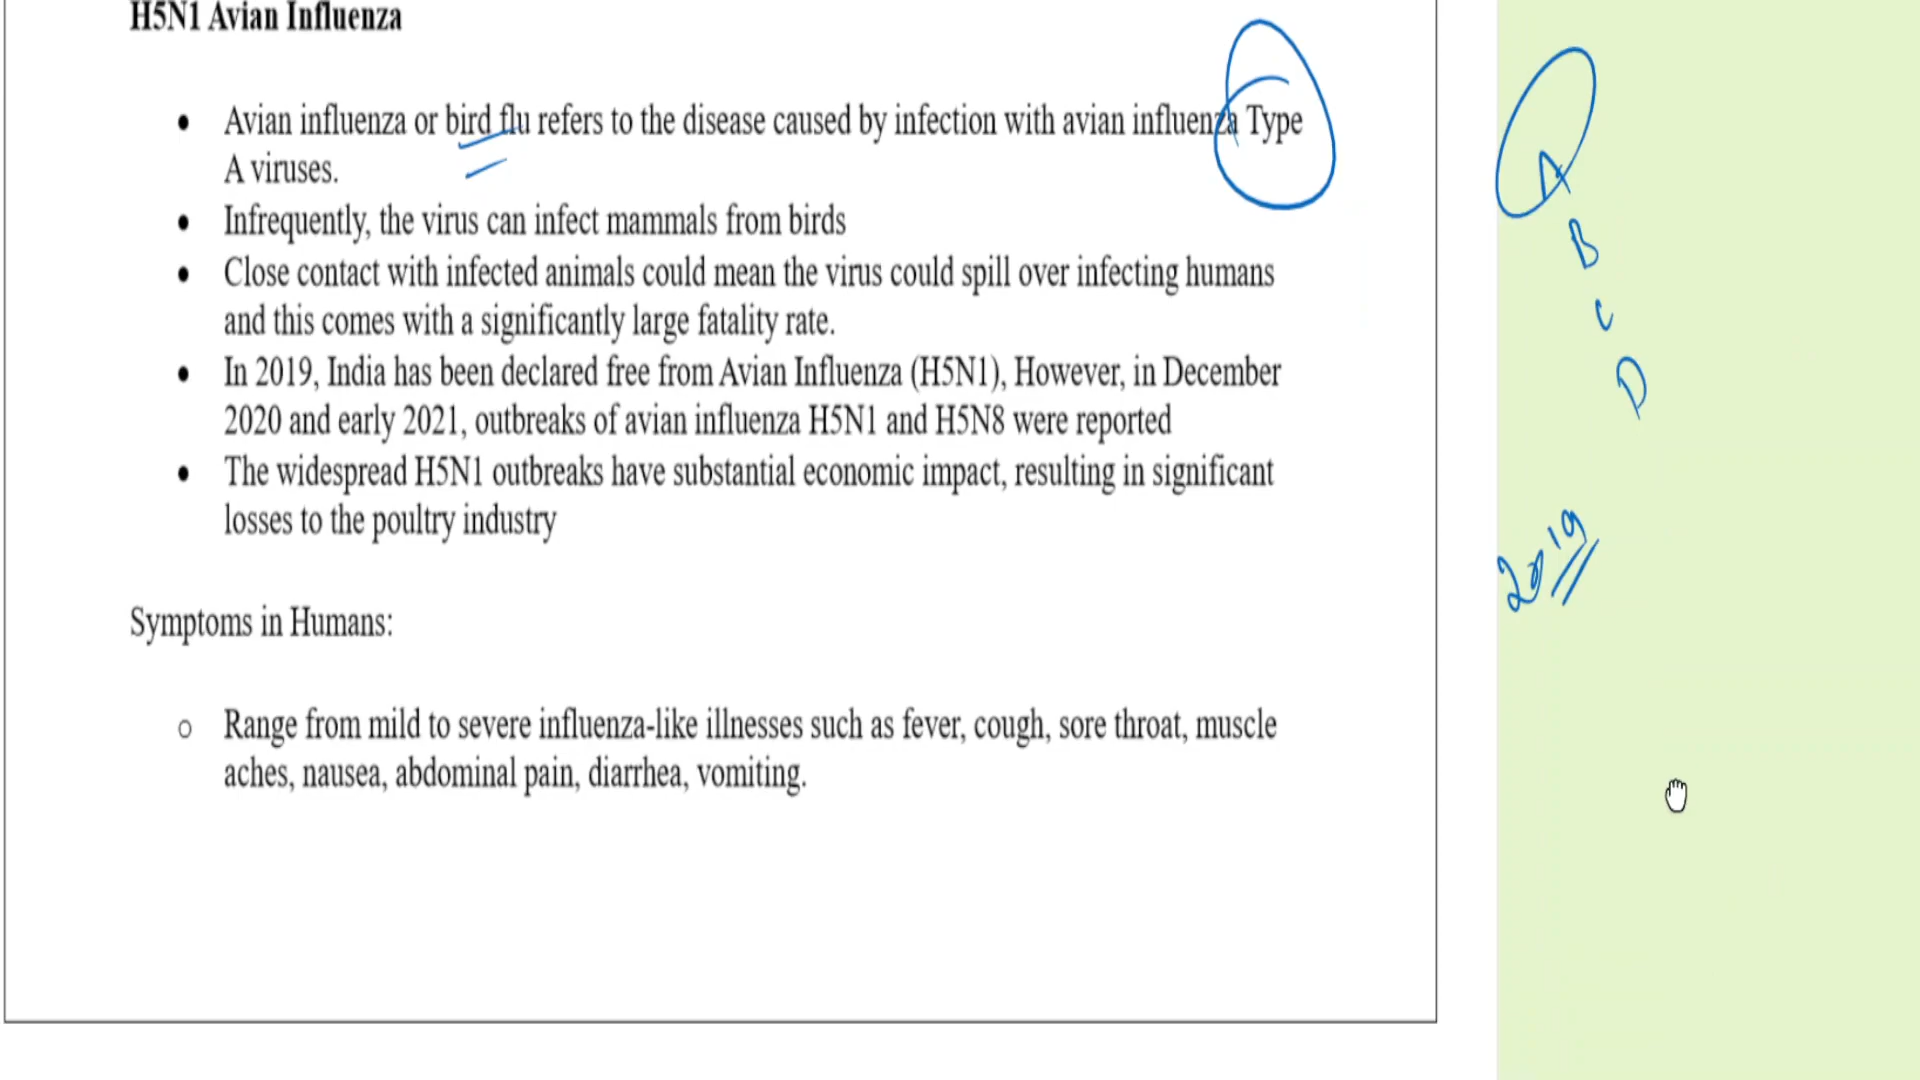 H5N1 Avian Influenza
• Avian influenza or bird flu refers to the disease caused by infection with avian influenza Type
A viruses.
• Infrequently, the virus can infect mammals from birds
• Close contact with infected animals could mean the virus could spill over infecting humans
and this comes with a significantly large fatality rate.
• In 2019, India has been declared free from Avian Influenza (H5N1), However, in December
2020 and early 2021, outbreaks of avian influenza H5N1 and H5N8 were reported
• The widespread H5N1 outbreaks have substantial economic impact, resulting in significant
losses to the poultry industry
Symptoms in Humans:
o Range from mild to severe influenza-like illnesses such as fever, cough, sore throat, muscle
aches, nausea, abdominal pain, diarrhea, vomiting.
A
B
C
D
2019